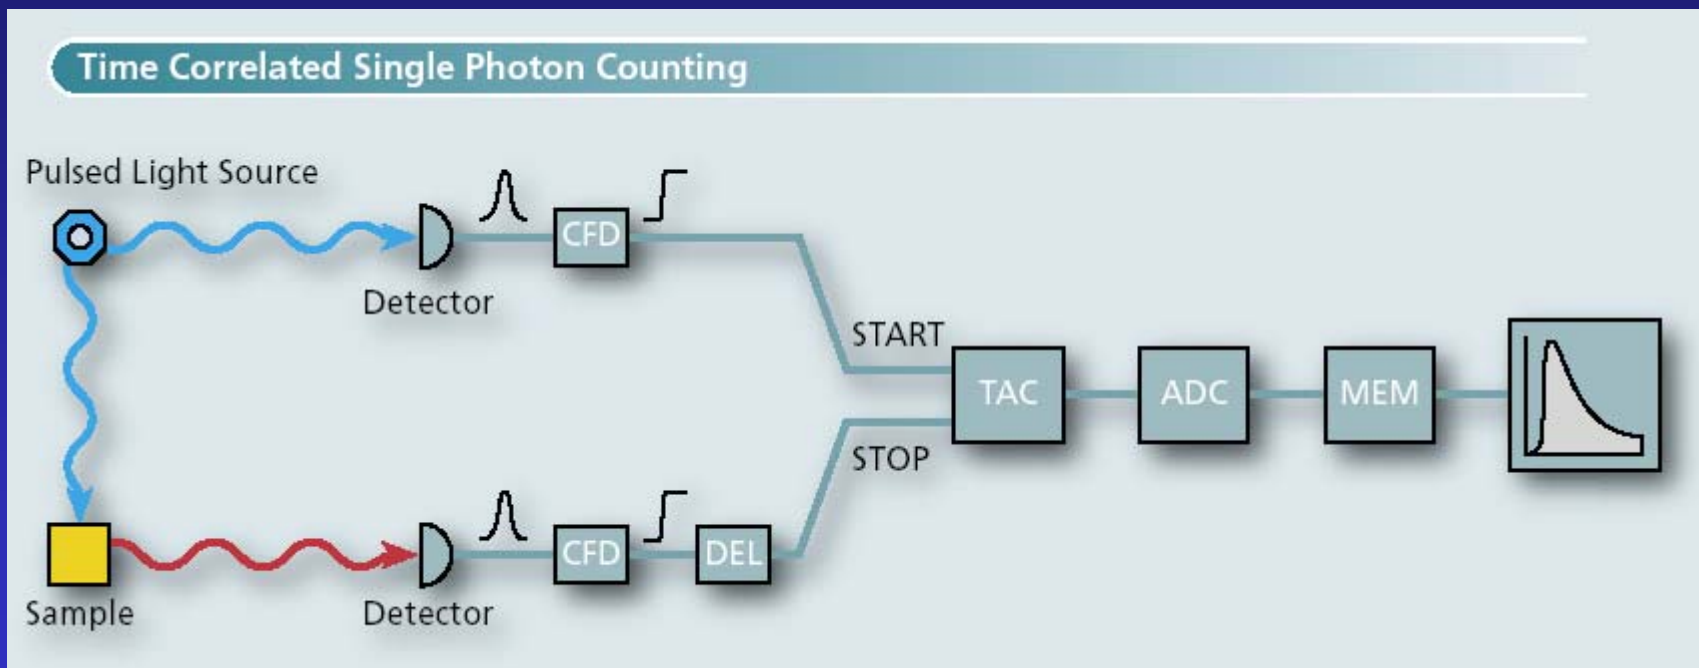 Time Correlated Single Photon Counting
Pulsed Light Source
CFD
Detector
START
TAC
ADC
MEM
STOP
CFD
DEL
Sample
Detector